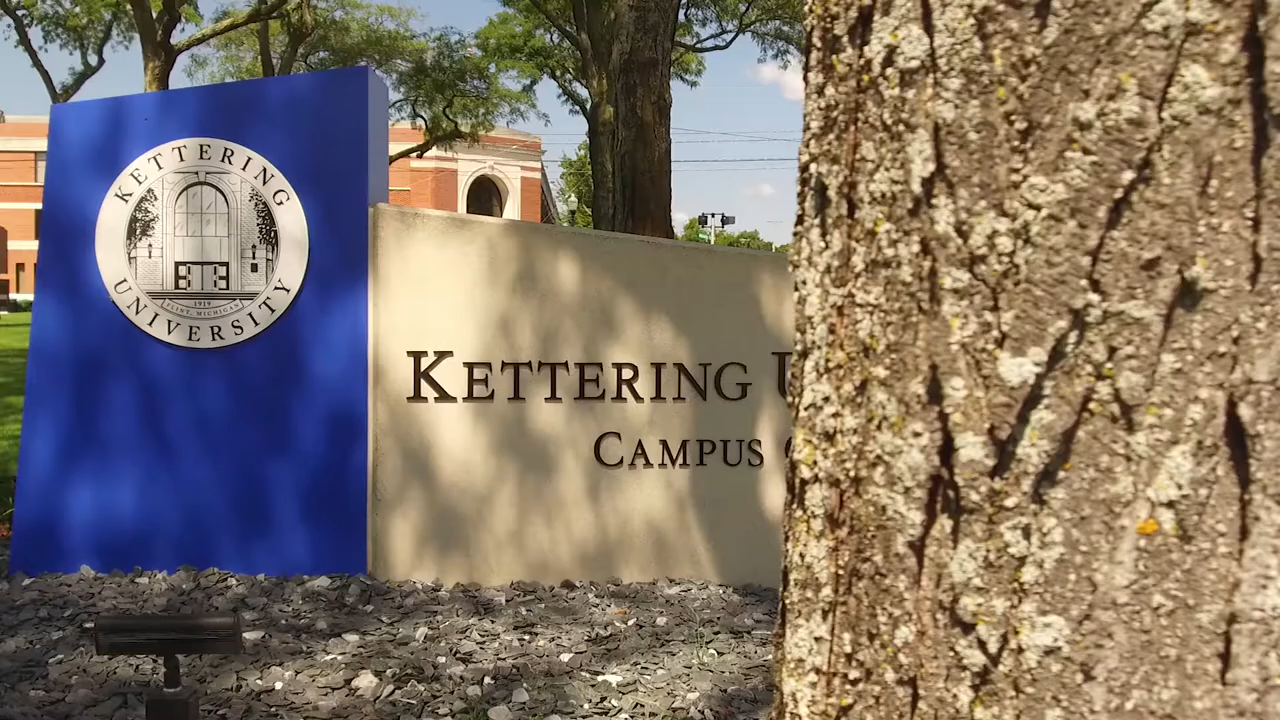 KETTERING
UNIVERSITY
1919
FLINT, MICHIGAN
KETTERING U
CAMPUS